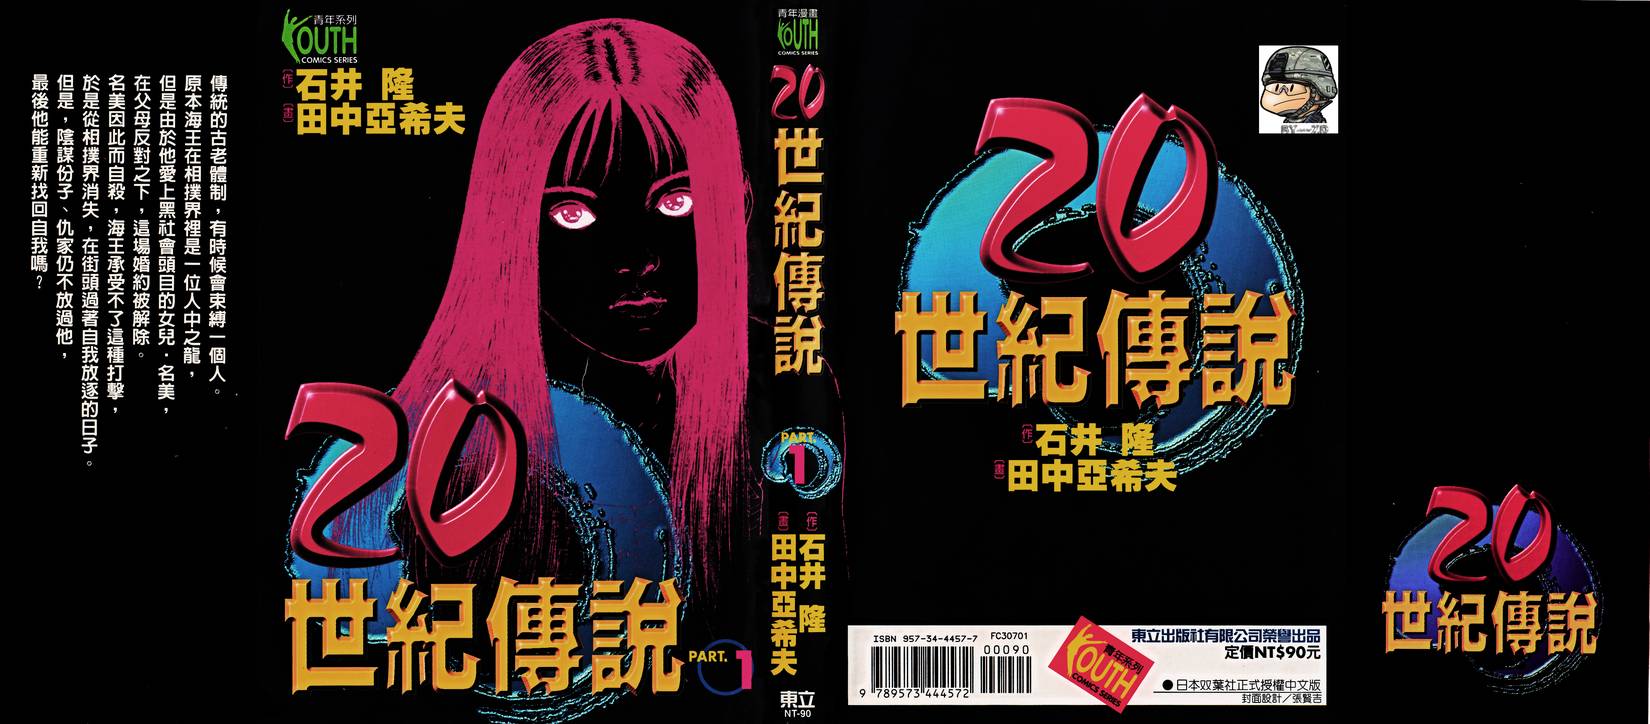 傳統的古老體制，有時候會束縛一個人。
原本海王在相撲界裡是一位人中之龍，
但是由於他愛上黑社會頭目的女兒．名美，
在父母反對之下，這場婚約被解除。
名美因此而自殺，海王承受不了這種打擊，
於是從相撲界消失，在街頭過著自我放逐的日子。
但是，陰謀份子、仇家仍不放過他，
最後他能重新找回自我嗎？
青年系列
YOUTH
COMICS SERIES
〔作〕石井 隆
〔畫〕田中亞希夫
20
世紀傳說
PART. 1
青年漫畫
YOUTH
COMICS SERIES
20
世紀傳說
PART.
1
〔作〕石井 隆
〔畫〕田中亞希夫
東立
NT-90
20
世紀傳說
〔作〕石井 隆
〔畫〕田中亞希夫
ISBN 957-34-4457-7 FC30701
00090
9 789573 444572
青年系列
YOUTH
COMICS SERIES
東立出版社有限公司榮譽出品
定價NT$90元
●日本双葉社正式授權中文版
封面設計／張賢吉
20
世紀傳說